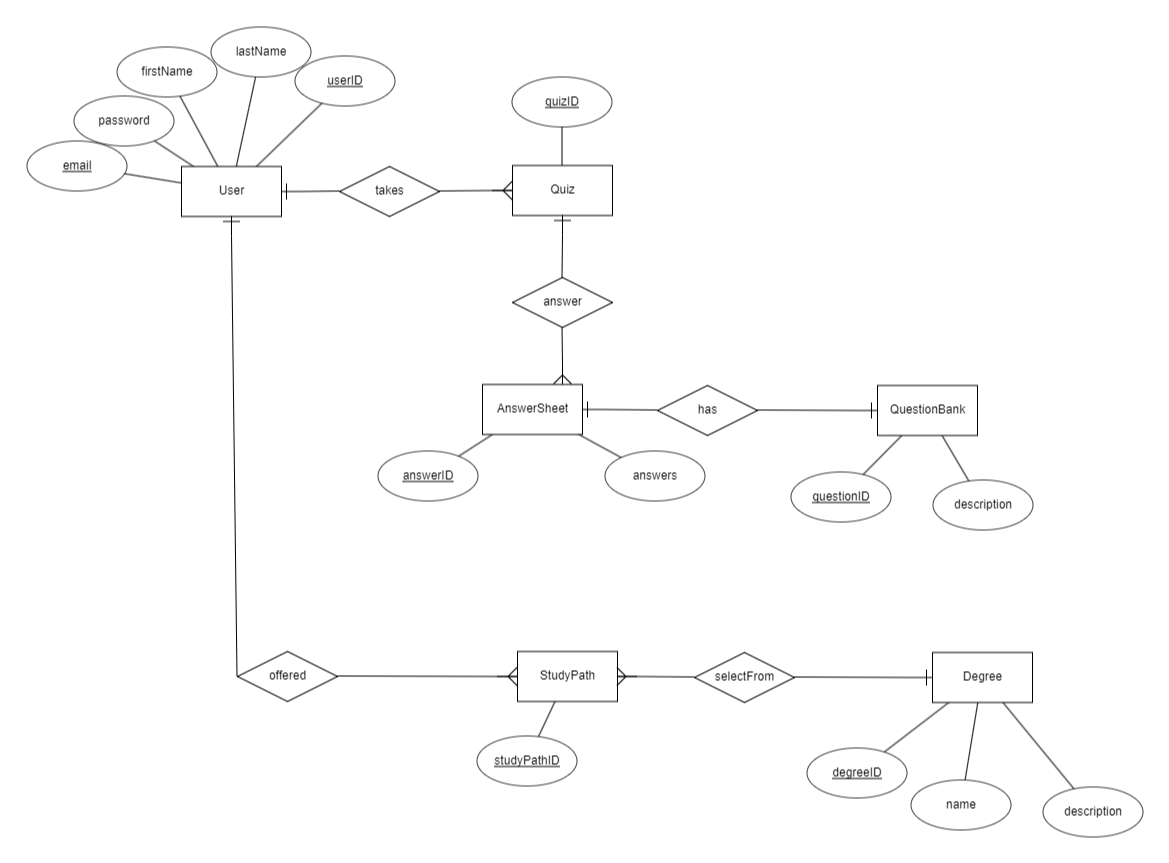 lastName
firstName
userID
quizID
password
email
User
takes
Quiz
answer
AnswerSheet
has
QuestionBank
answerID
answers
questionID
description
offered
StudyPath
selectFrom
Degree
studyPathID
degreeID
name
description